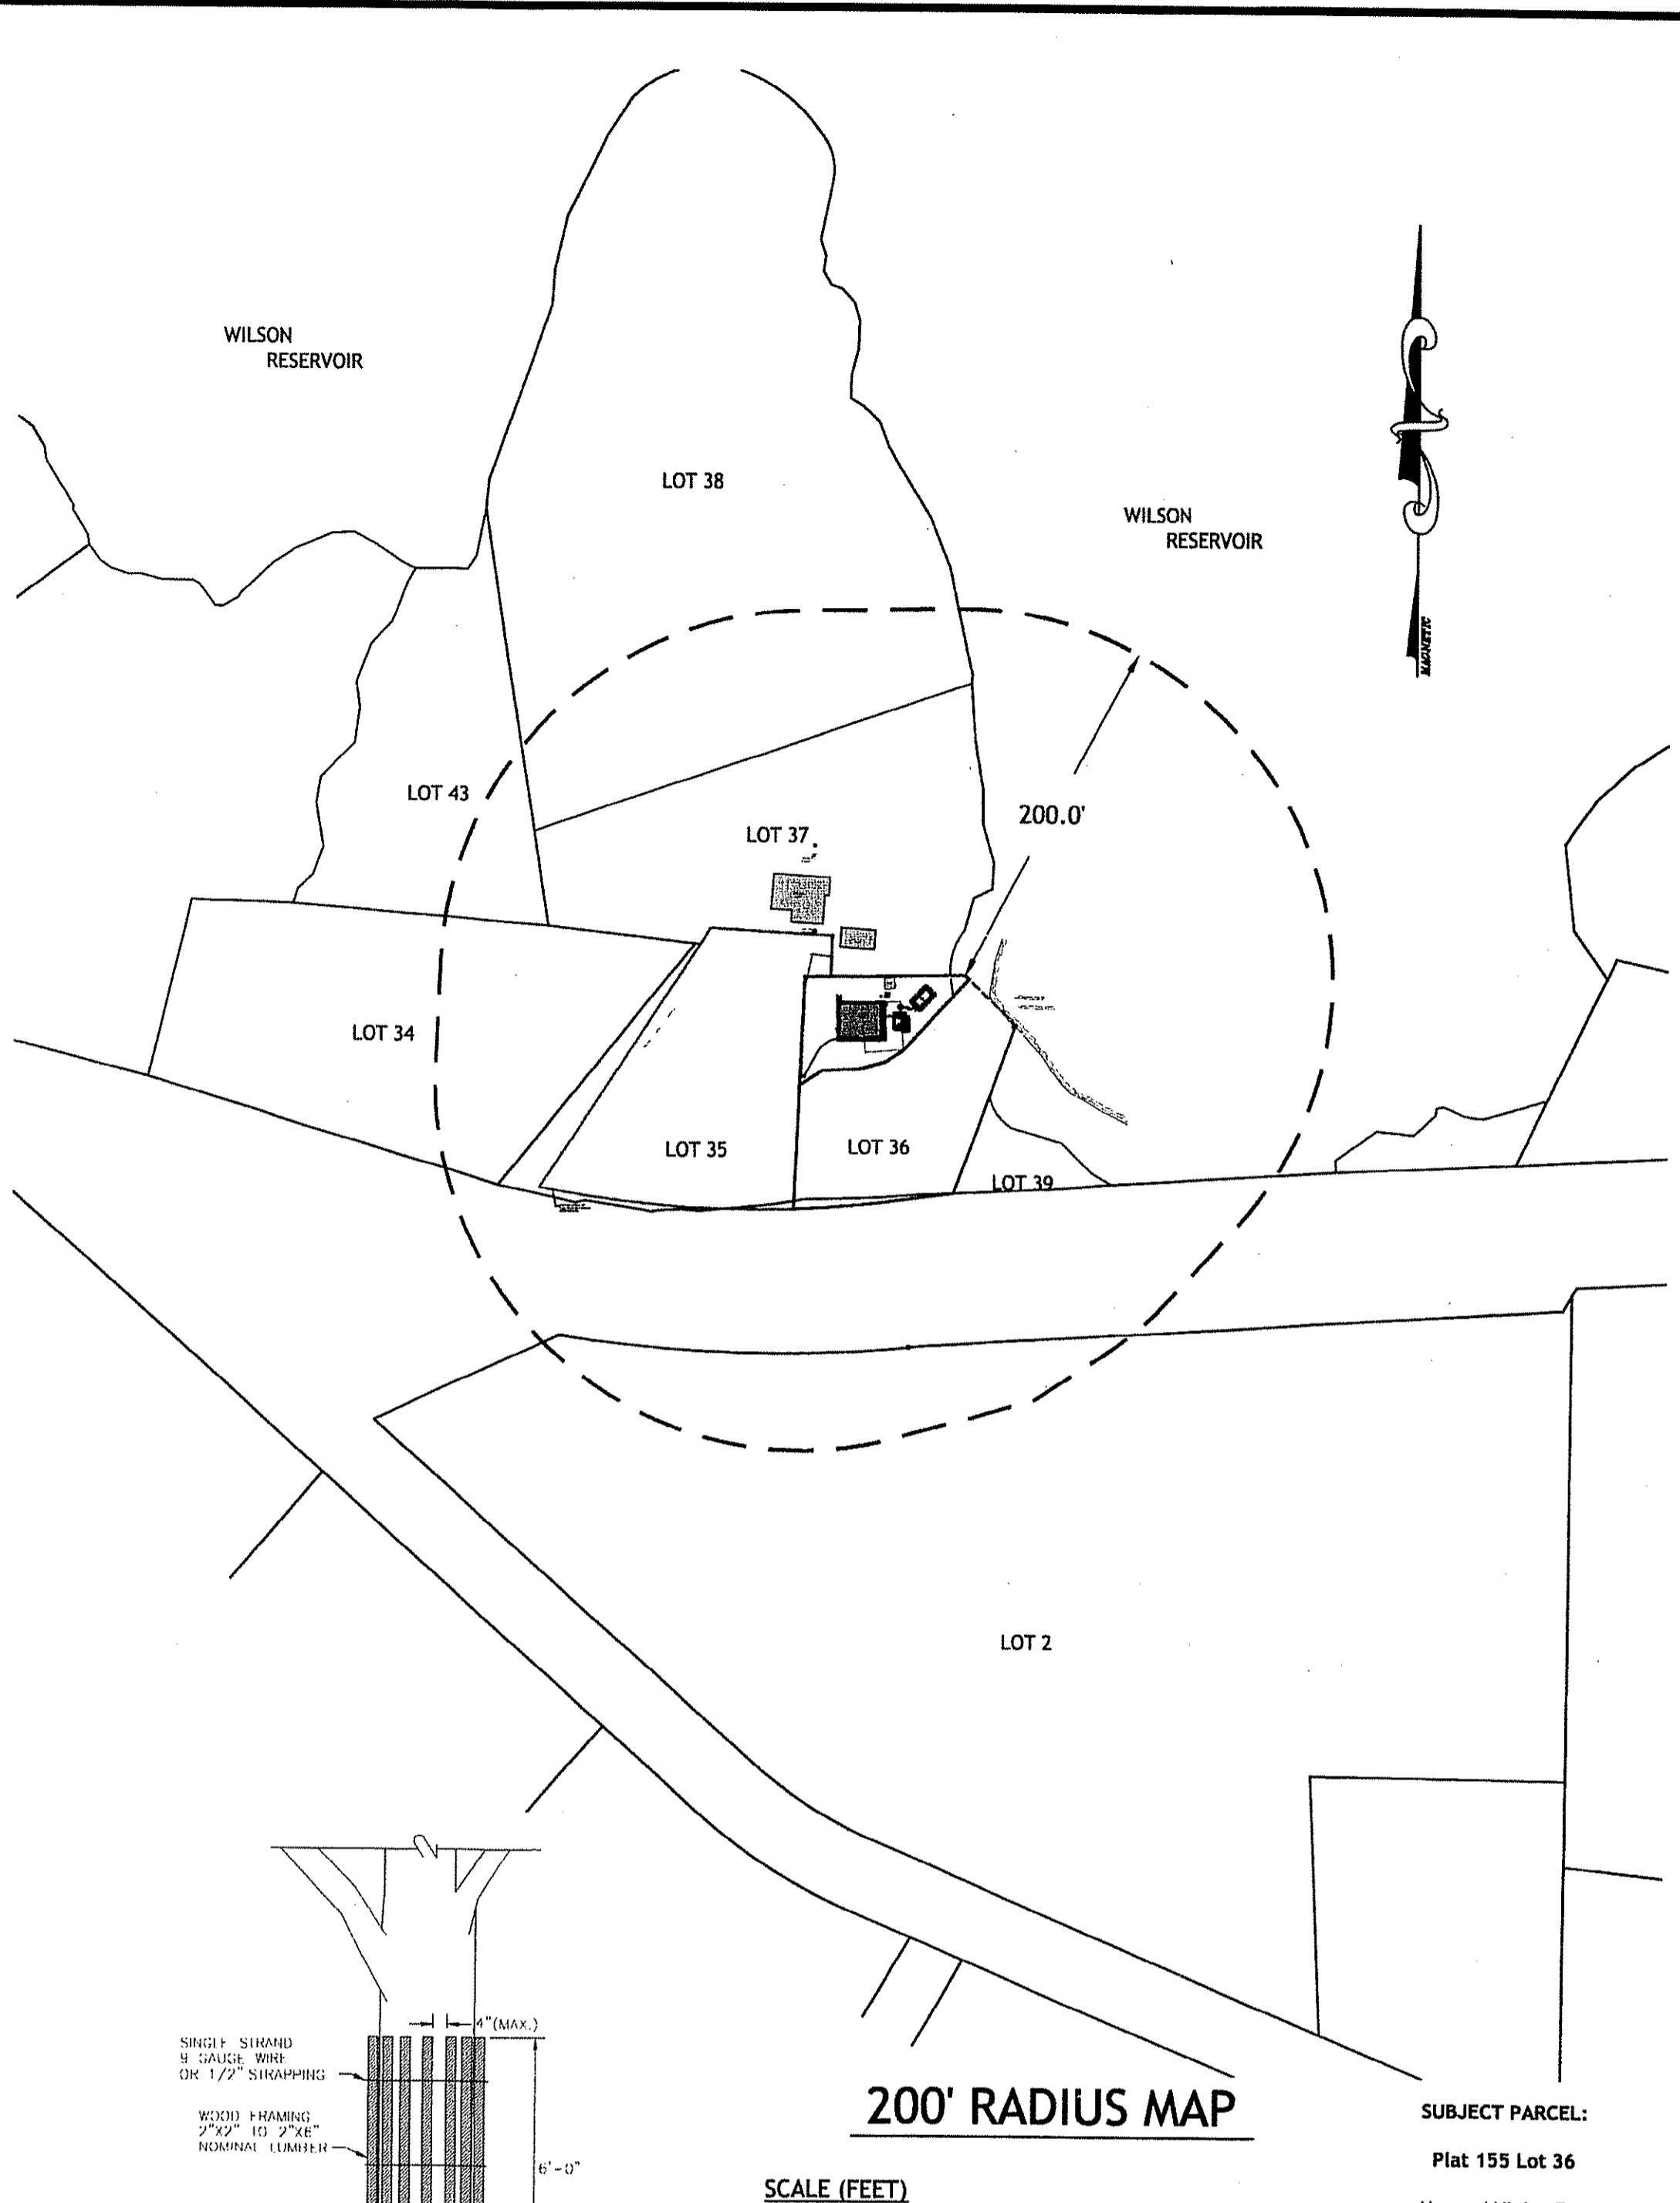 WILSON
RESERVOIR
LOT 38
WILSON
RESERVOIR
MAGNETIC
LOT 43
200.0'
LOT 37
LOT 34
LOT 35
LOT 36
LOT 39
LOT 2
4"(MAX.)
SINGLE STRAND
9 GAUGE WIRE
OR 1/2" STRAPPING
WOOD FRAMING
2"X2" TO 2"X6"
NOMINAL LUMBER
6'-0"
200' RADIUS MAP
SCALE (FEET)
SUBJECT PARCEL:
Plat 155 Lot 36